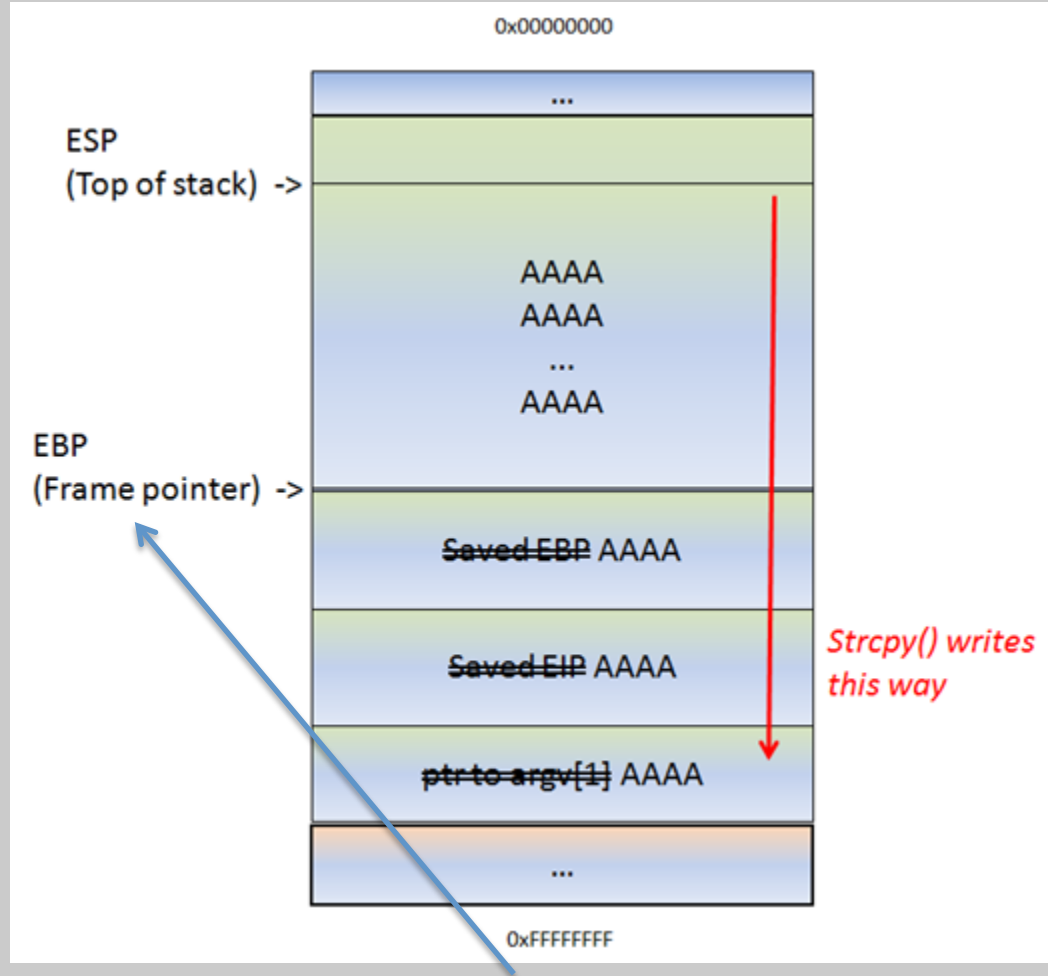 0x00000000
...
ESP
(Top of stack) ->
AAAA
AAAA
...
AAAA
EBP
(Frame pointer) ->
Saved EBP AAAA
Saved EIP AAAA
Strcpy() writes
this way
ptr to argv[1] AAAA
...
0xFFFFFFFF